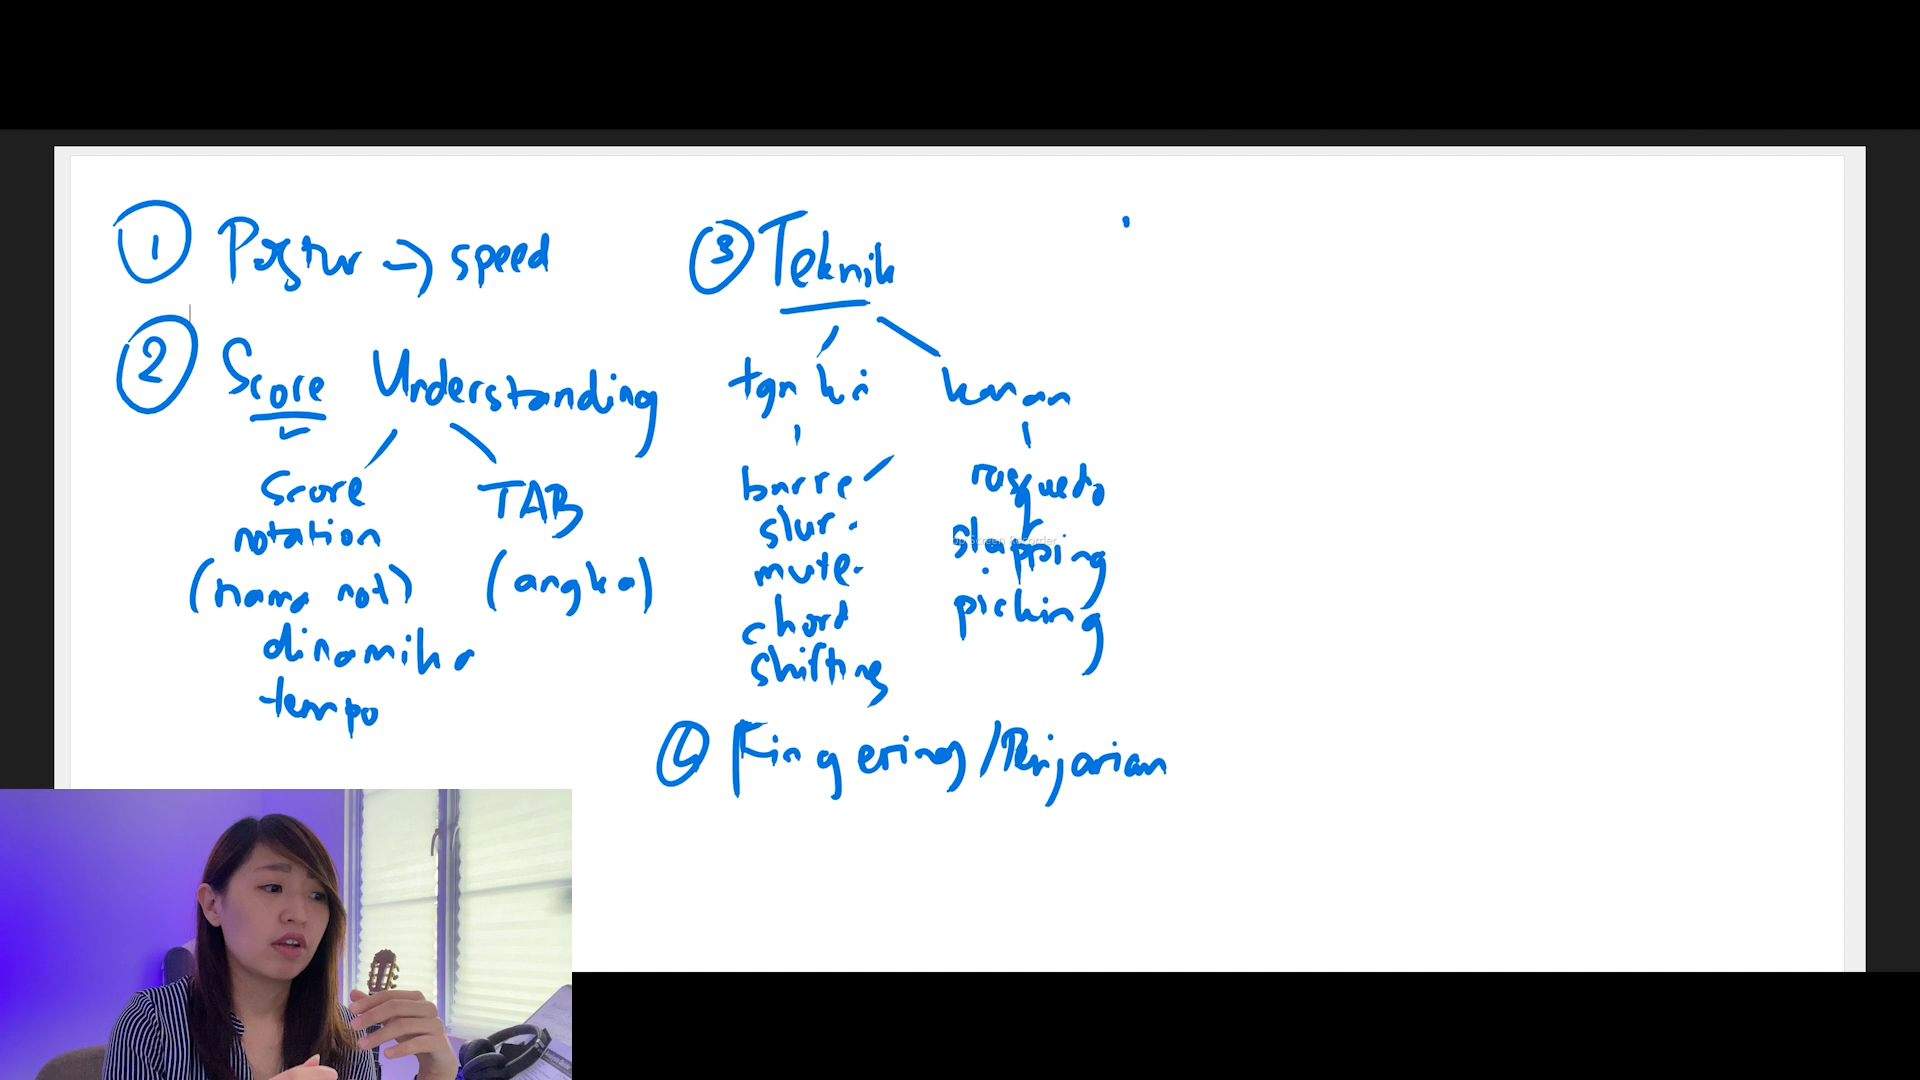 1 Postur → speed
2 Score Understanding
score
notation
(nama not)
dinamika
tempo
TAB
(angka)
3 Teknik
tgn kri
barre
slur
mute
chord
shifting
kanan
rasgueado
slapping
picking
4 Fingering/Penjarian